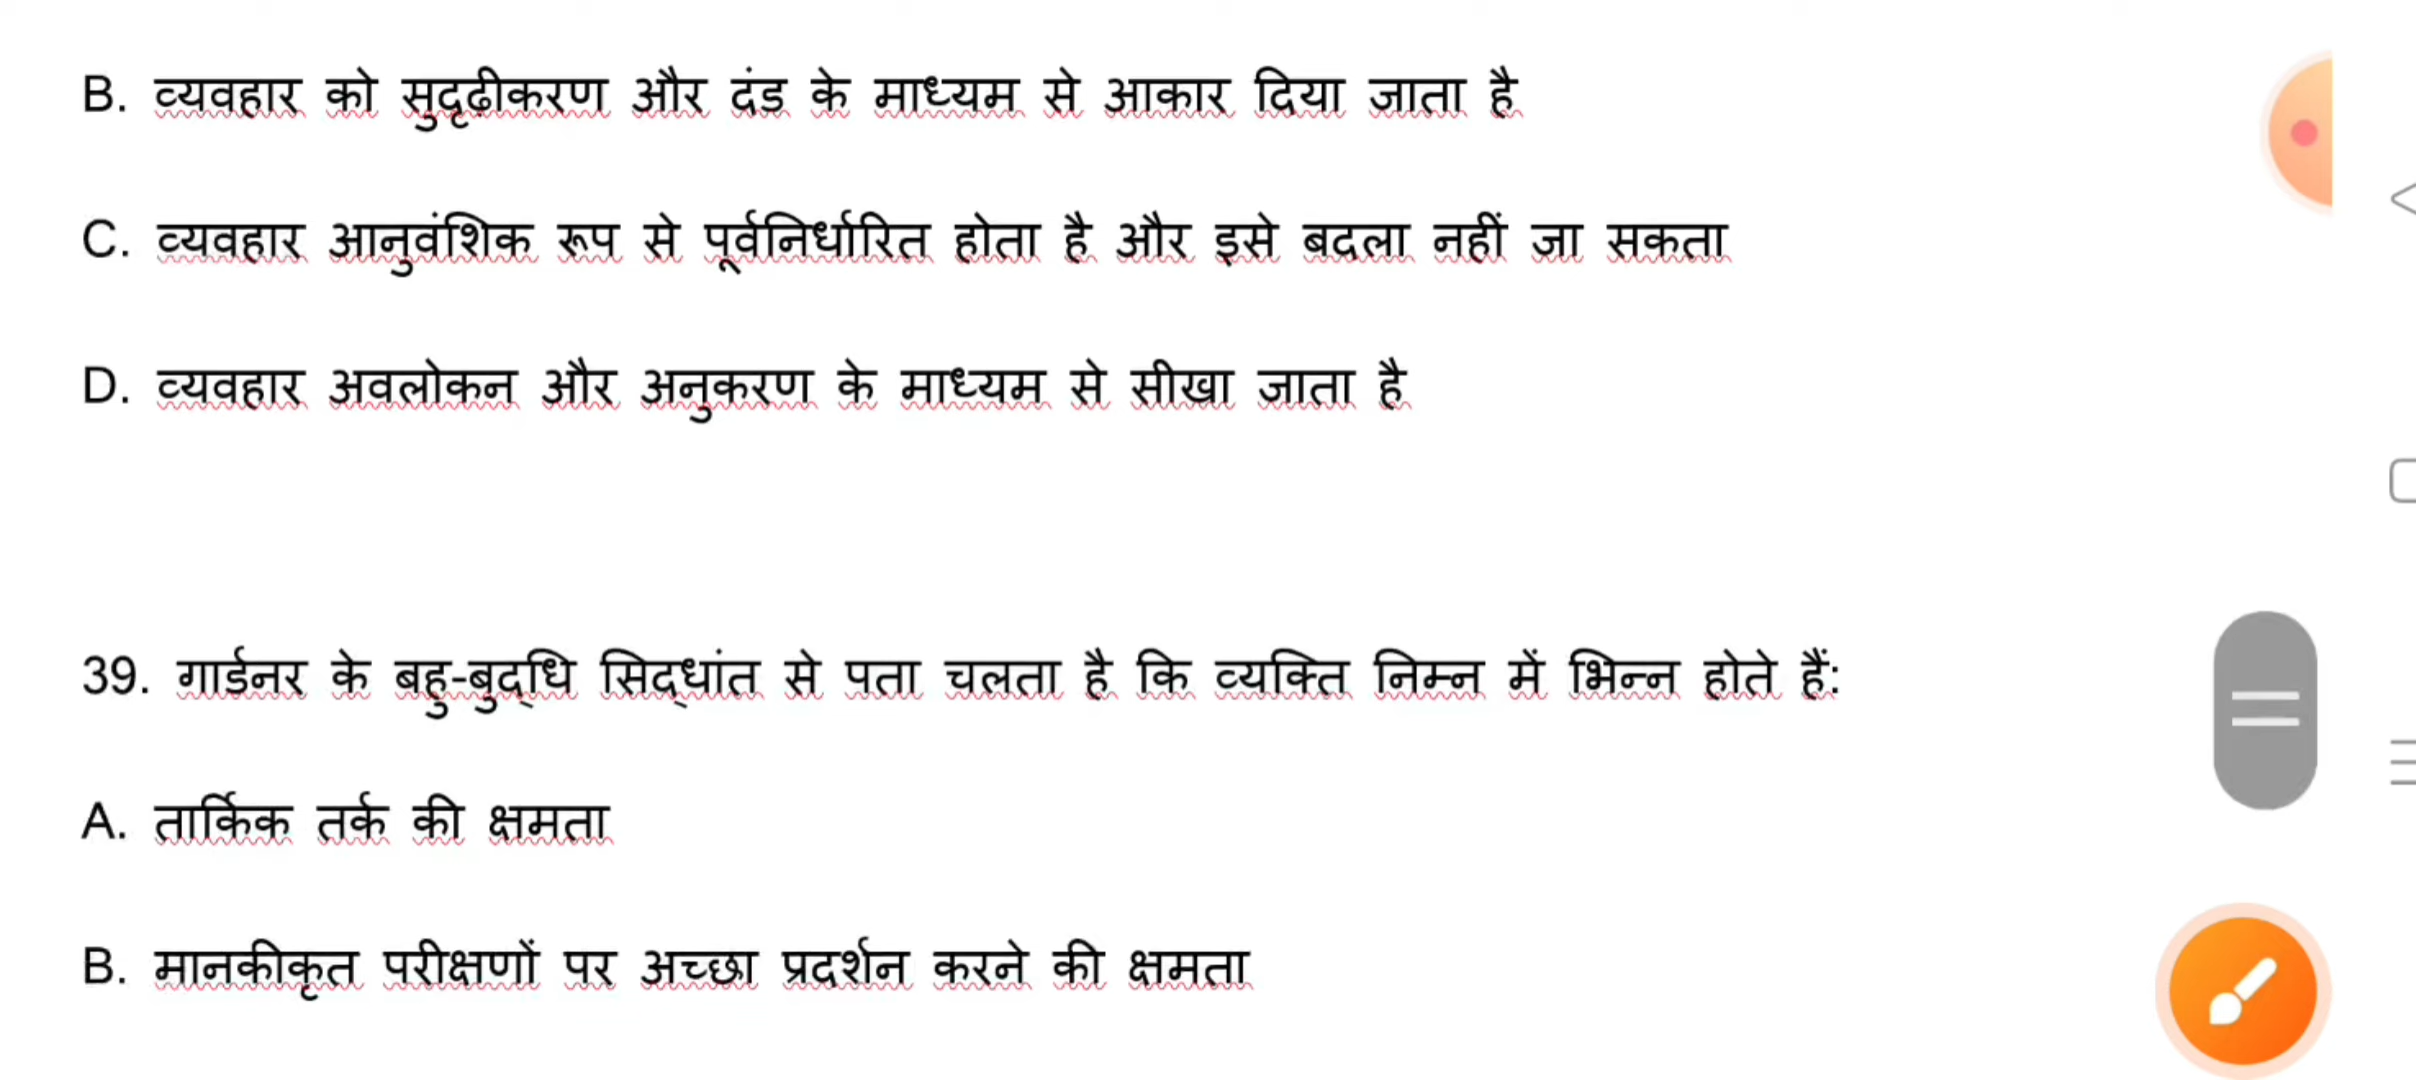 B. व्यवहार को सुदृढ़ीकरण और दंड के माध्यम से आकार दिया जाता है
C. व्यवहार आनुवंशिक रूप से पूर्वनिर्धारित होता है और इसे बदला नहीं जा सकता
D. व्यवहार अवलोकन और अनुकरण के माध्यम से सीखा जाता है
39. गार्डनर के बहु-बुद्धि सिद्धांत से पता चलता है कि व्यक्ति निम्न में भिन्न होते हैं:
A. तार्किक तर्क की क्षमता
B. मानकीकृत परीक्षणों पर अच्छा प्रदर्शन करने की क्षमता